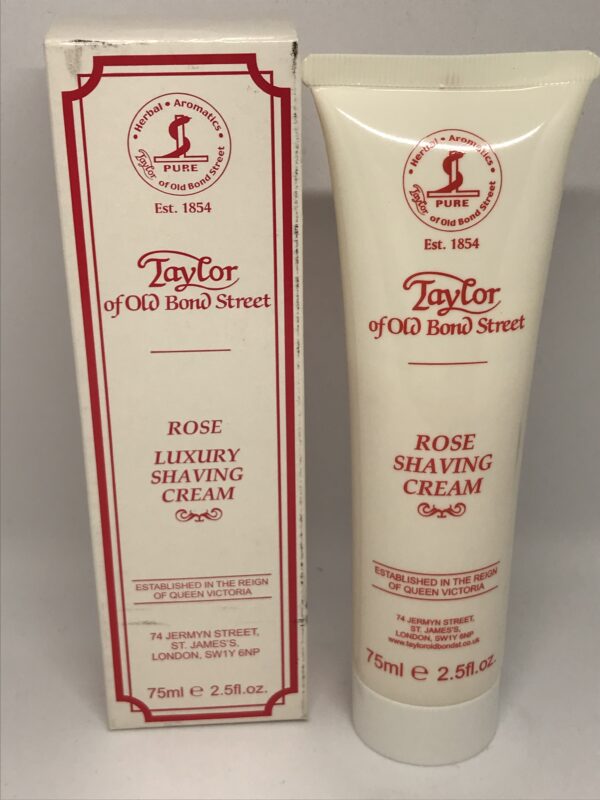 Herbal • Aromatics •
PURE
Taylor of Old Bond Street
Est. 1854
Taylor
of Old Bond Street
ROSE
LUXURY
SHAVING
CREAM
ESTABLISHED IN THE REIGN
OF QUEEN VICTORIA
74 JERMYN STREET,
ST. JAMES'S,
LONDON, SW1Y 6NP
75ml e 2.5fl.oz.
Herbal • Aromatics •
PURE
Taylor of Old Bond Street
Est. 1854
Taylor
of Old Bond Street
ROSE
SHAVING
CREAM
ESTABLISHED IN THE REIGN
OF QUEEN VICTORIA
74 JERMYN STREET,
ST. JAMES'S,
LONDON, SW1Y 6NP
www.tayloroldbondst.co.uk
75ml e 2.5fl.oz.